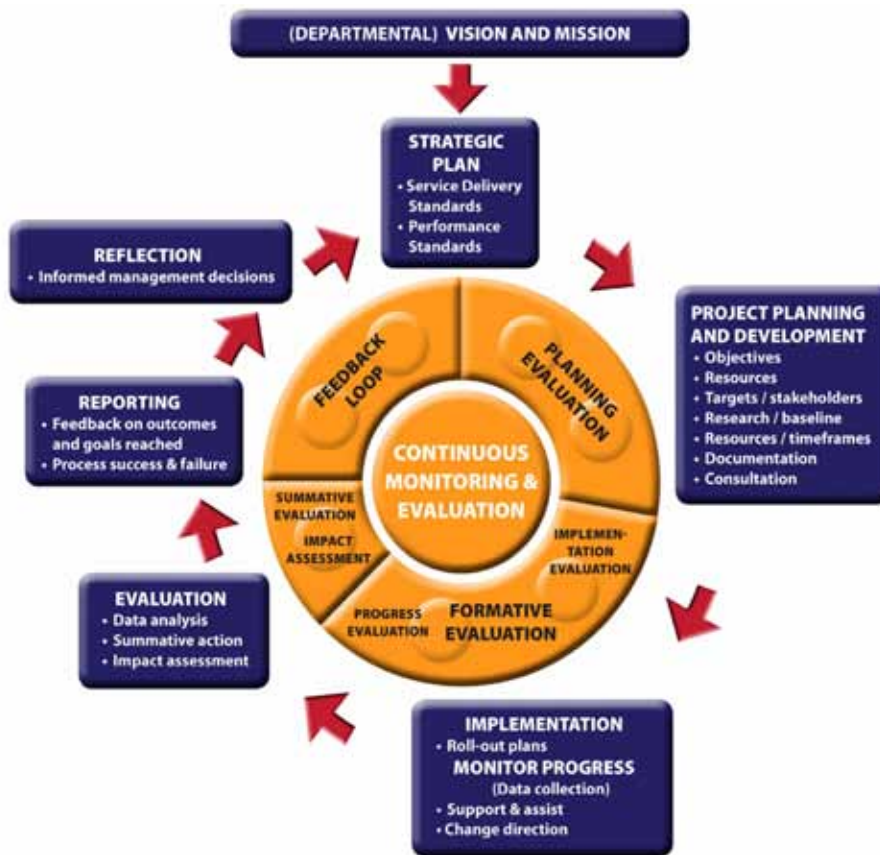 (DEPARTMENTAL) VISION AND MISSION
STRATEGIC
PLAN
• Service Delivery
Standards
• Performance
Standards
REFLECTION
• Informed management decisions
PROJECT PLANNING
AND DEVELOPMENT
• Objectives
• Resources
• Targets / stakeholders
• Research / baseline
• Resources / timeframes
• Documentation
• Consultation
REPORTING
• Feedback on outcomes
and goals reached
• Process success & failure
EVALUATION
• Data analysis
• Summative action
• Impact assessment
IMPLEMENTATION
• Roll-out plans
MONITOR PROGRESS
(Data collection)
• Support & assist
• Change direction
FEEDBACK
LOOP
PLANNING
EVALUATION
CONTINUOUS
MONITORING &
EVALUATION
SUMMATIVE
EVALUATION
IMPACT
ASSESSMENT
IMPLEMEN-
TATION
EVALUATION
PROGRESS
EVALUATION
FORMATIVE
EVALUATION